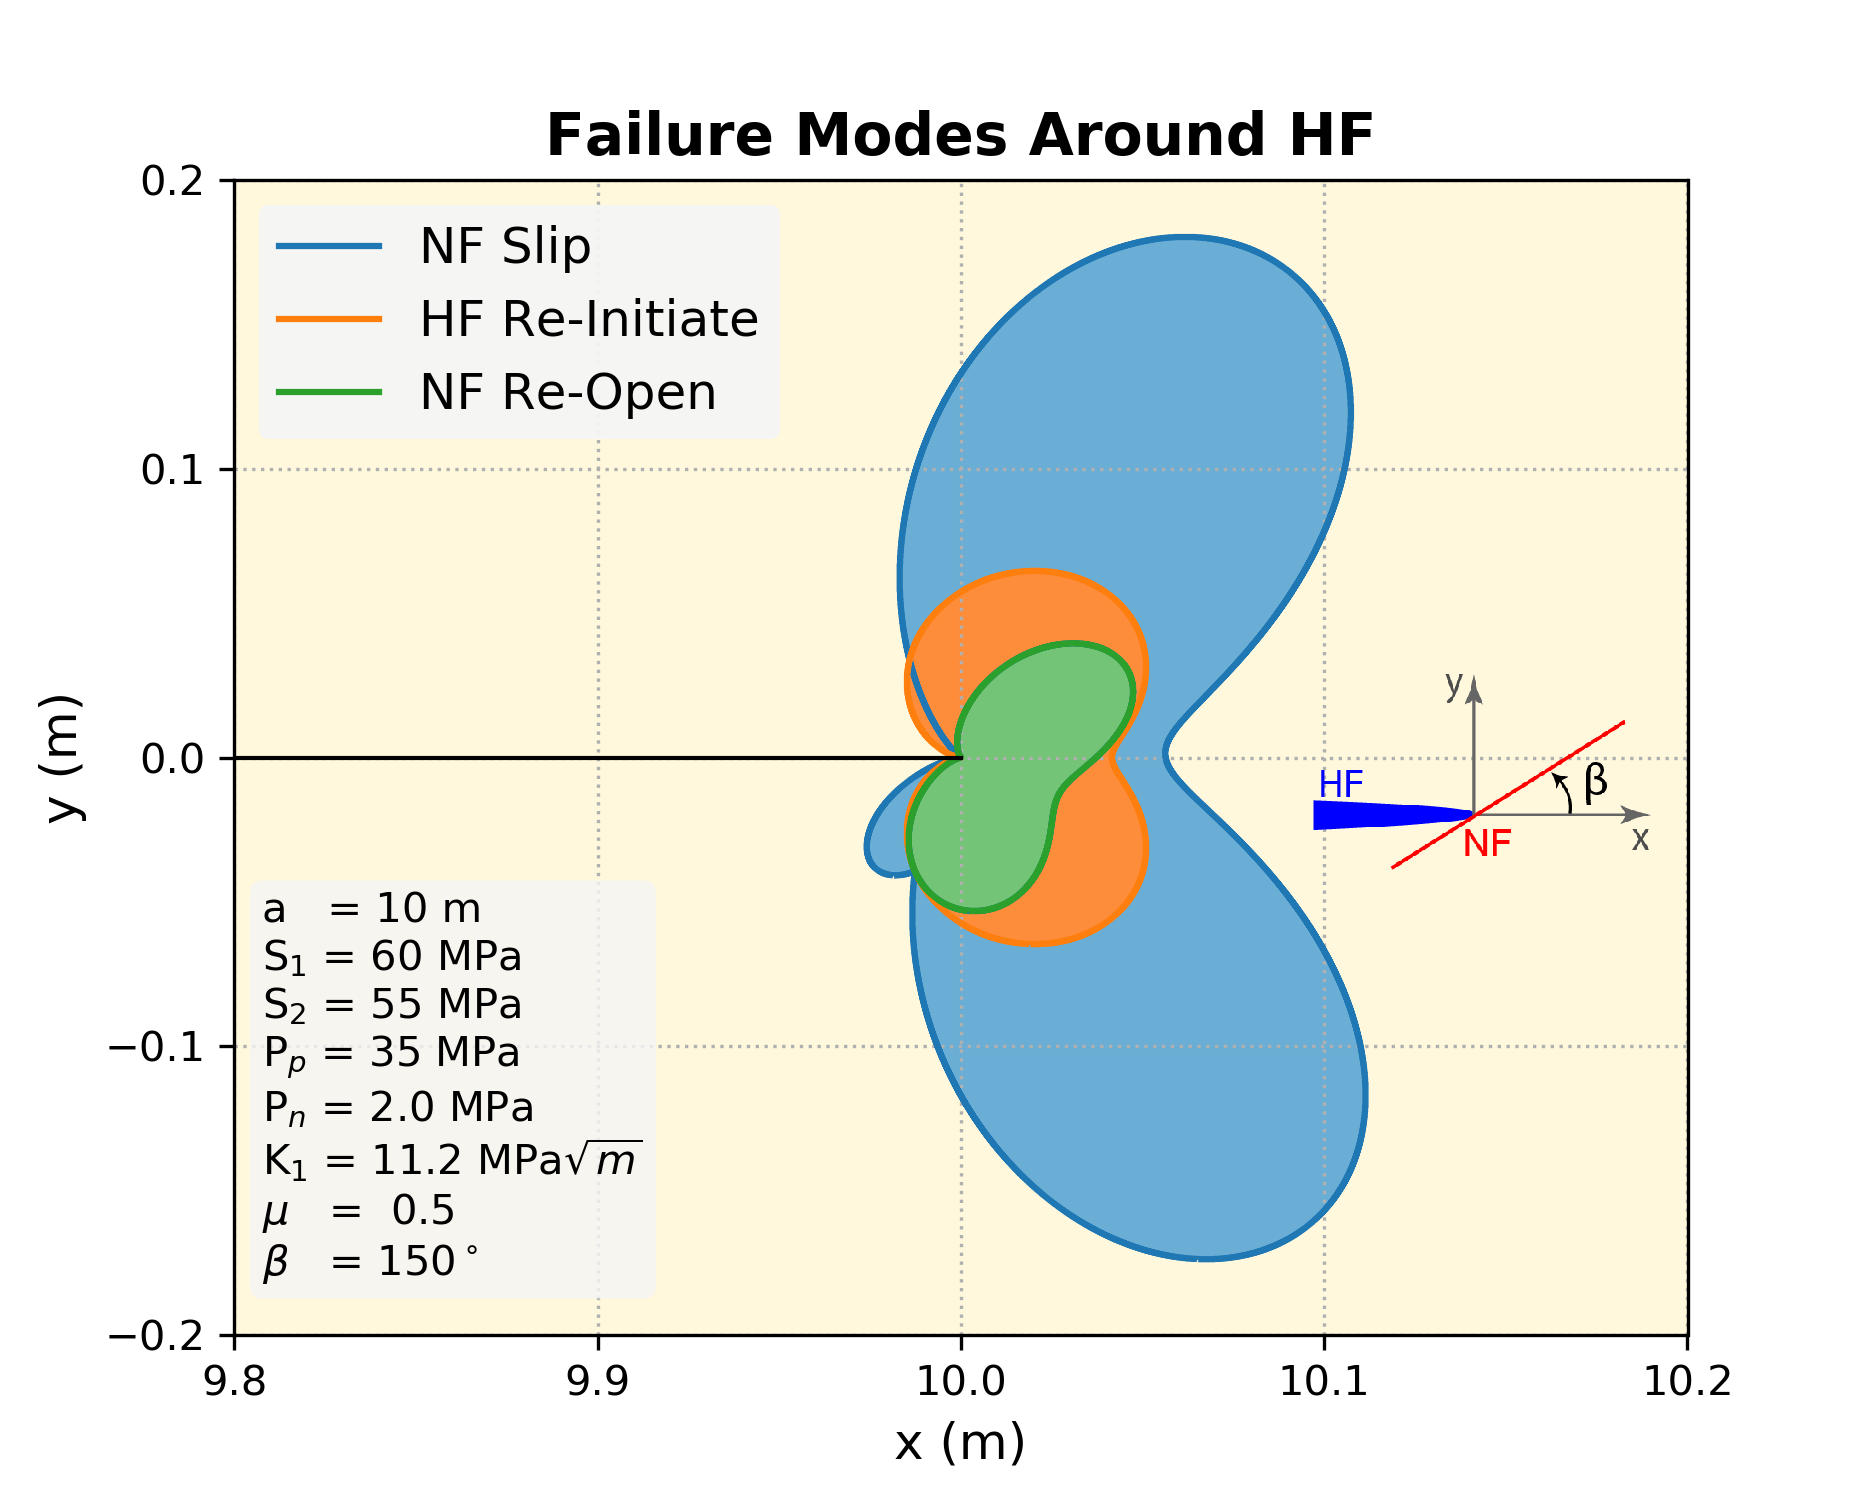 Failure Modes Around HF
0.2
0.1
0.0
−0.1
−0.2
y (m)
NF Slip
HF Re-Initiate
NF Re-Open
a = 10 m
S₁ = 60 MPa
S₂ = 55 MPa
Pₚ = 35 MPa
Pₙ = 2.0 MPa
K₁ = 11.2 MPa√m
μ = 0.5
β = 150°
y
HF
β
NF
x
9.8
9.9
10.0
10.1
10.2
x (m)